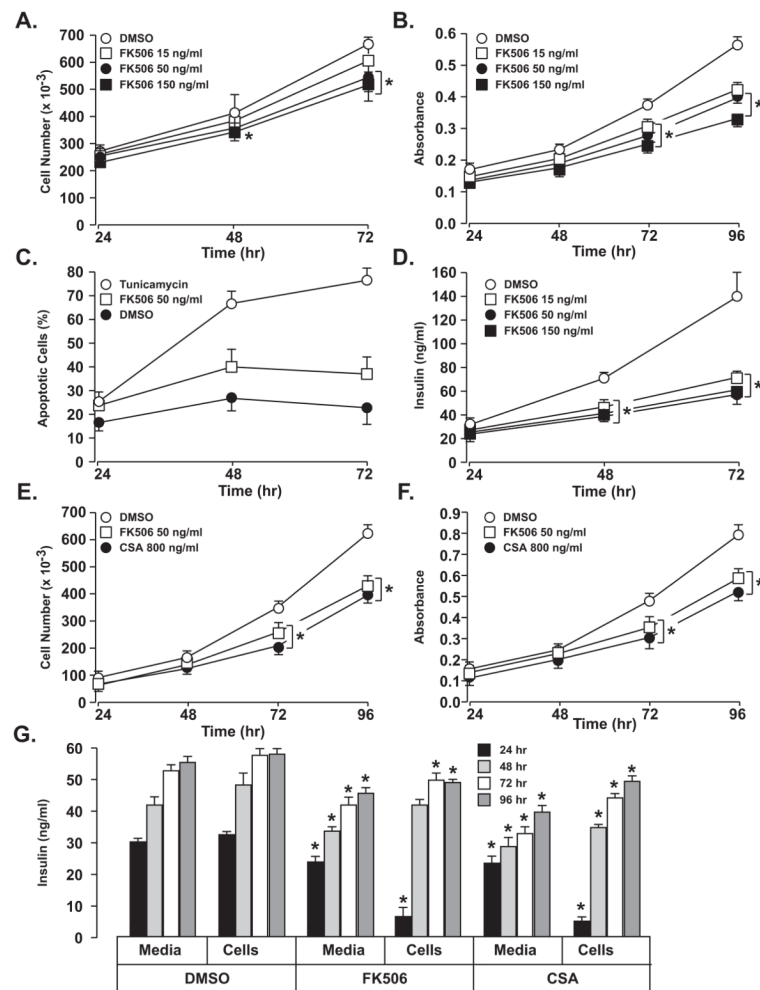 A.
700
600
500
400
300
200
100
0
Cell Number (x 10⁻³)
DMSO
FK506 15 ng/ml
FK506 50 ng/ml
FK506 150 ng/ml
*
*
24
48
72
Time (hr)
B.
0.6
0.5
0.4
0.3
0.2
0.1
0.0
Absorbance
DMSO
FK506 15 ng/ml
FK506 50 ng/ml
FK506 150 ng/ml
*
*
24
48
72
96
Time (hr)
C.
80
70
60
50
40
30
20
10
0
Apoptotic Cells (%)
Tunicamycin
FK506 50 ng/ml
DMSO
24
48
72
Time (hr)
D.
160
140
120
100
80
60
40
20
0
Insulin (ng/ml)
DMSO
FK506 15 ng/ml
FK506 50 ng/ml
FK506 150 ng/ml
*
*
24
48
72
Time (hr)
E.
700
600
500
400
300
200
100
0
Cell Number (x 10⁻³)
DMSO
FK506 50 ng/ml
CSA 800 ng/ml
*
*
24
48
72
96
Time (hr)
F.
0.9
0.8
0.7
0.6
0.5
0.4
0.3
0.2
0.1
0.0
Absorbance
DMSO
FK506 50 ng/ml
CSA 800 ng/ml
*
*
24
48
72
96
Time (hr)
G.
60
50
40
30
20
10
0
Insulin (ng/ml)
24 hr
48 hr
72 hr
96 hr
* * * * * * * * * * * * * * *
Media Cells Media Cells Media Cells
DMSO FK506 CSA